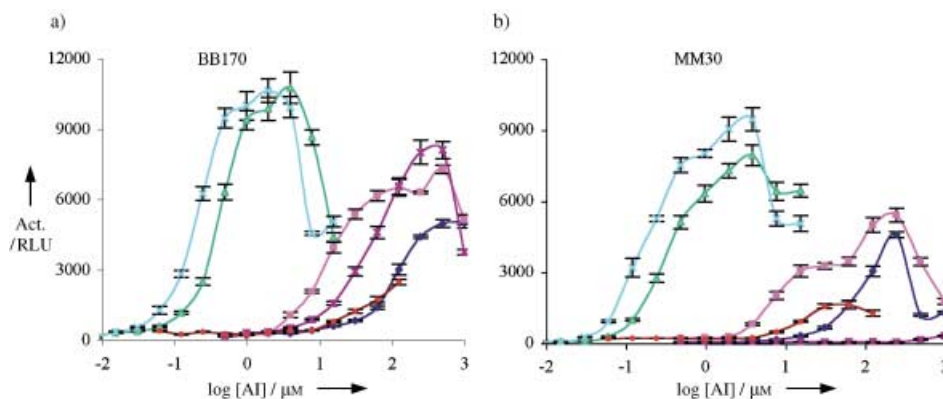 a)
BB170
12000
9000
6000
3000
0
Act.
/RLU
-2 -1 0 1 2 3
log [AI] / μM
b)
MM30
12000
9000
6000
3000
0
-2 -1 0 1 2 3
log [AI] / μM